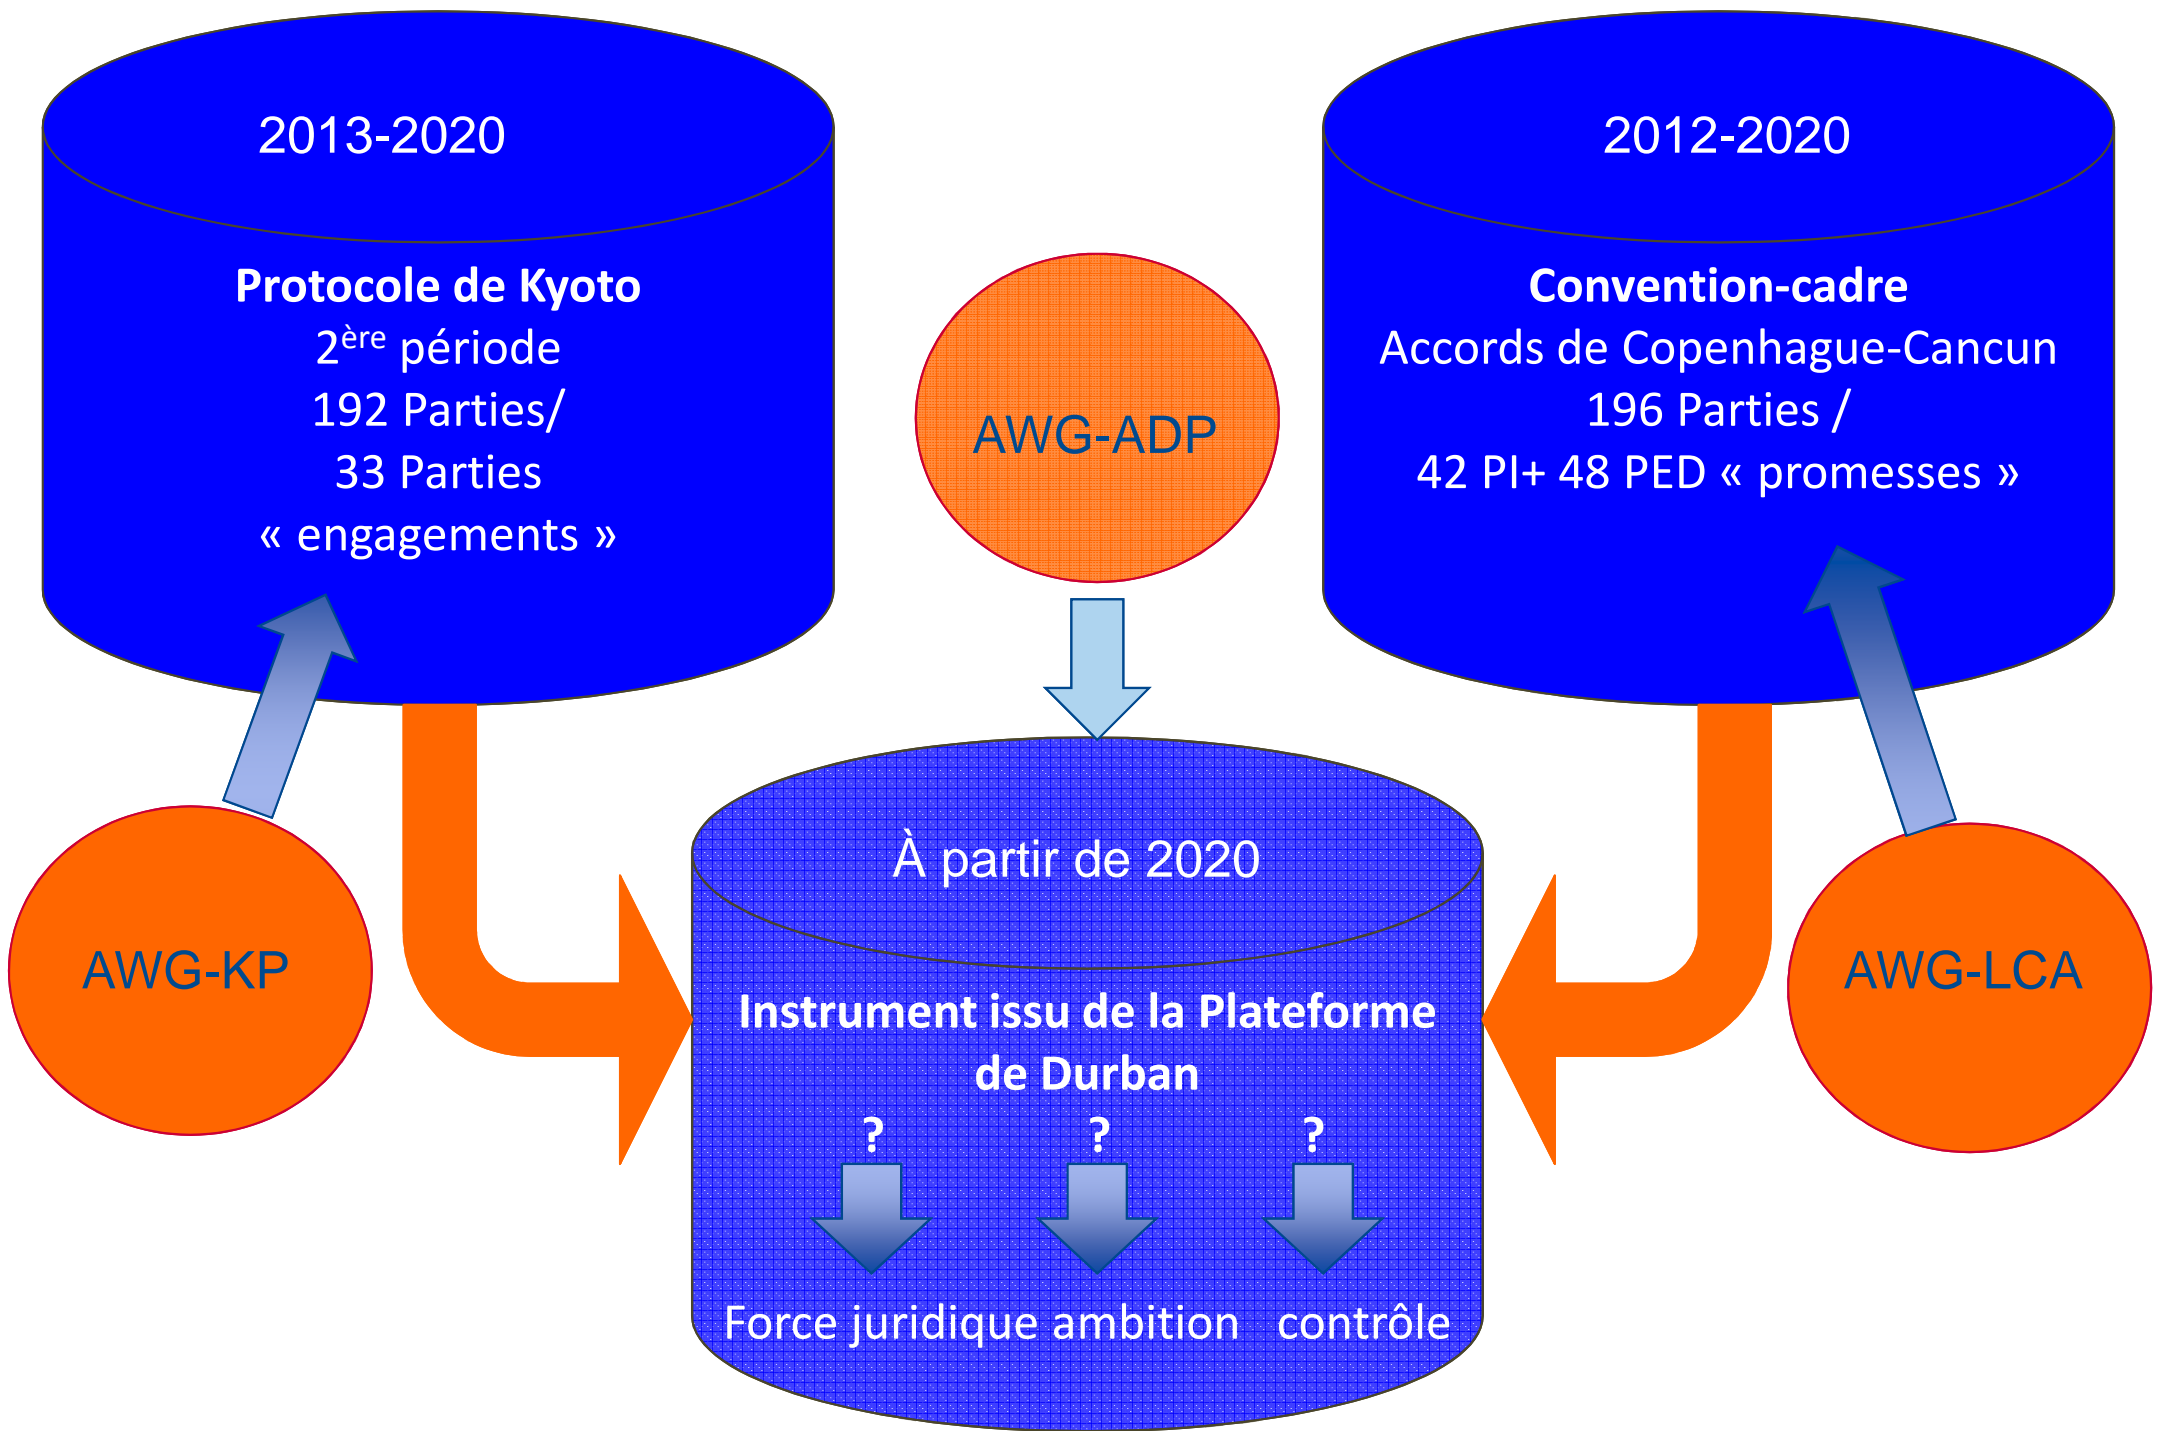 2013-2020
Protocole de Kyoto
2ère période
192 Parties/
33 Parties
« engagements »
2012-2020
Convention-cadre
Accords de Copenhague-Cancun
196 Parties /
42 PI+ 48 PED « promesses »
AWG-ADP
AWG-KP
AWG-LCA
À partir de 2020
Instrument issu de la Plateforme
de Durban
? ? ?
Force juridique ambition contrôle